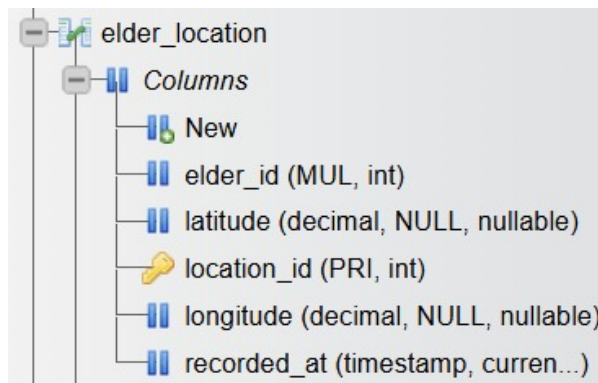 elder_location
Columns
New
elder_id (MUL, int)
latitude (decimal, NULL, nullable)
location_id (PRI, int)
longitude (decimal, NULL, nullable)
recorded_at (timestamp, curren...)